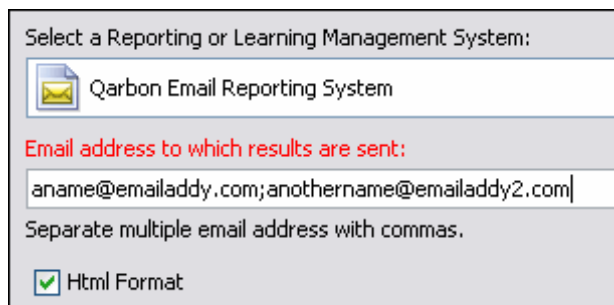 Select a Reporting or Learning Management System:
Qarbon Email Reporting System
Email address to which results are sent:
aname@emailaddy.com;anothername@emailaddy2.com
Separate multiple email address with commas.
Html Format